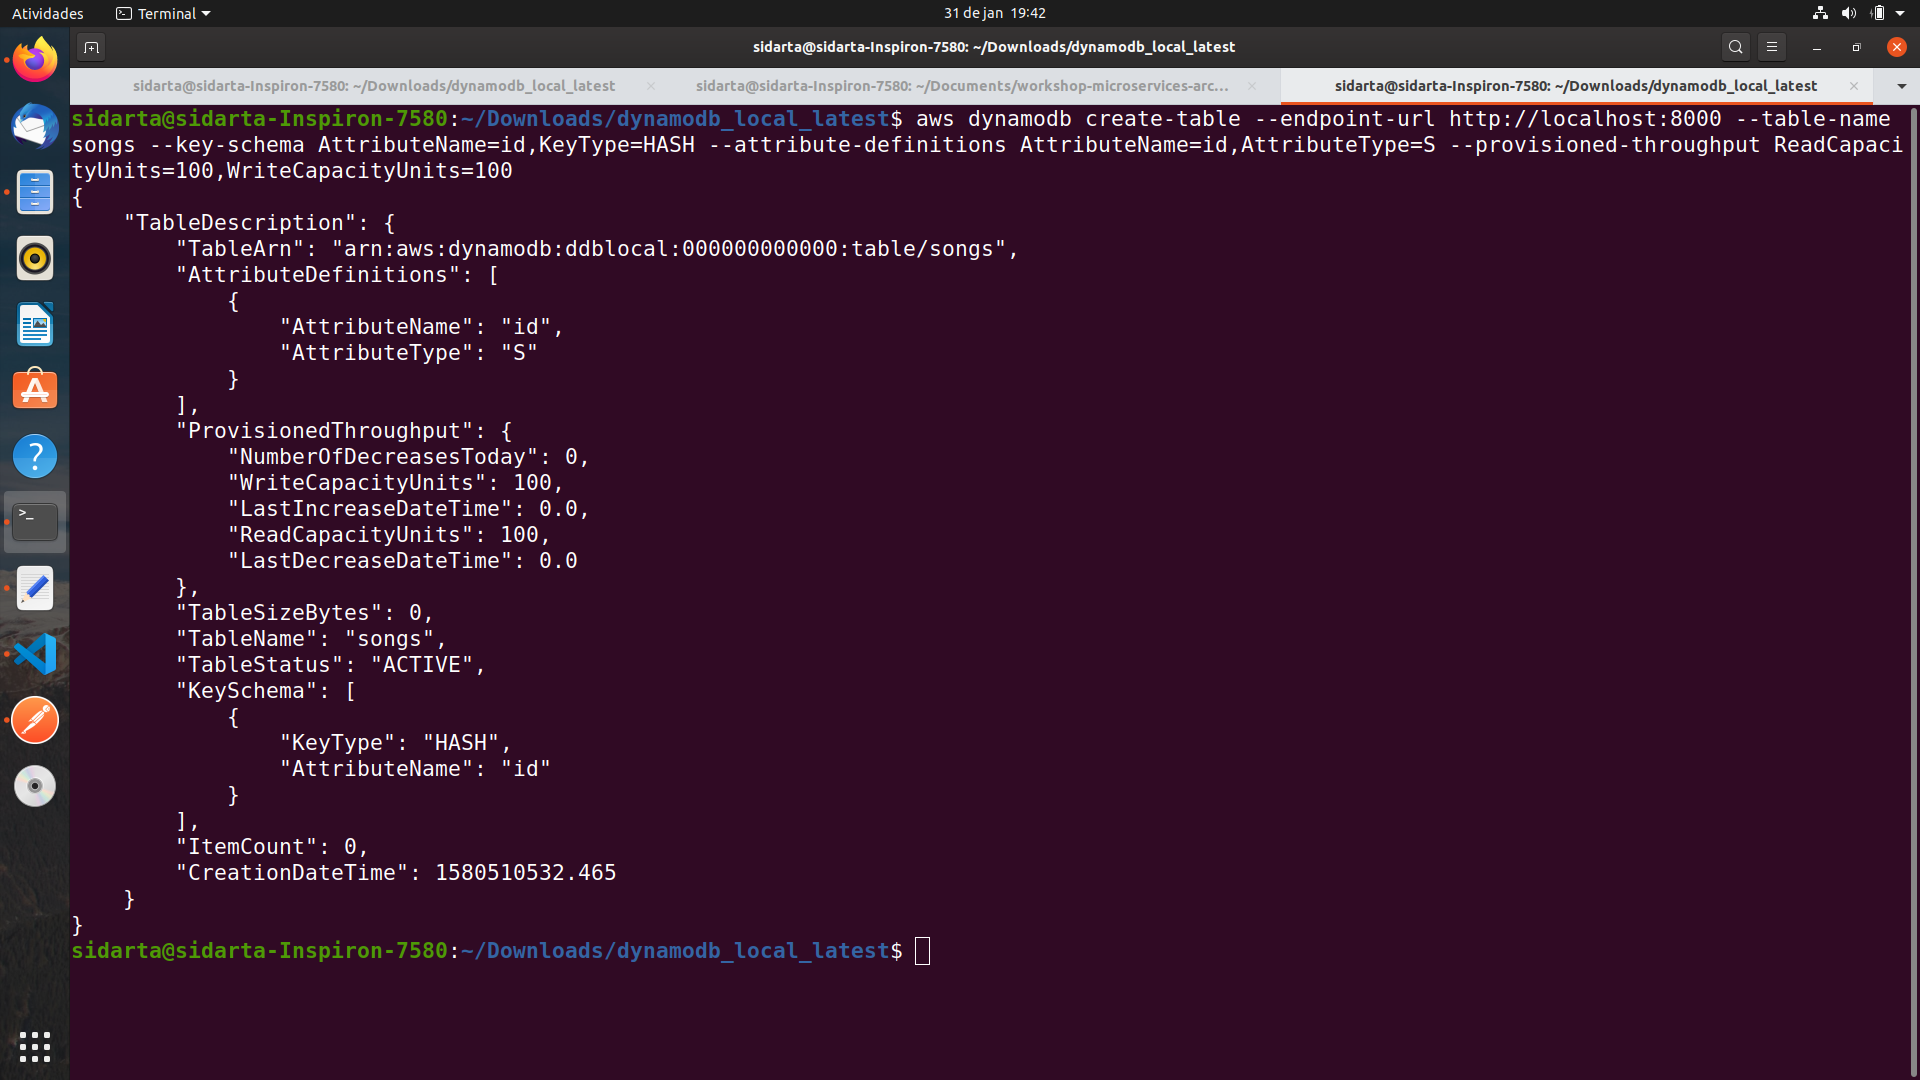 Atividades
Terminal
31 de jan 19:42
sidarta@sidarta-Inspiron-7580: ~/Downloads/dynamodb_local_latest
sidarta@sidarta-Inspiron-7580: ~/Downloads/dynamodb_local_latest
sidarta@sidarta-Inspiron-7580: ~/Documents/workshop-microservices-arc...
sidarta@sidarta-Inspiron-7580: ~/Downloads/dynamodb_local_latest
sidarta@sidarta-Inspiron-7580:~/Downloads/dynamodb_local_latest$ aws dynamodb create-table --endpoint-url http://localhost:8000 --table-name
songs --key-schema AttributeName=id,KeyType=HASH --attribute-definitions AttributeName=id,AttributeType=S --provisioned-throughput ReadCapaci
tyUnits=100,WriteCapacityUnits=100
{
    "TableDescription": {
        "TableArn": "arn:aws:dynamodb:ddblocal:000000000000:table/songs",
        "AttributeDefinitions": [
            {
                "AttributeName": "id",
                "AttributeType": "S"
            }
        ],
        "ProvisionedThroughput": {
            "NumberOfDecreasesToday": 0,
            "WriteCapacityUnits": 100,
            "LastIncreaseDateTime": 0.0,
            "ReadCapacityUnits": 100,
            "LastDecreaseDateTime": 0.0
        },
        "TableSizeBytes": 0,
        "TableName": "songs",
        "TableStatus": "ACTIVE",
        "KeySchema": [
            {
                "KeyType": "HASH",
                "AttributeName": "id"
            }
        ],
        "ItemCount": 0,
        "CreationDateTime": 1580510532.465
    }
}
sidarta@sidarta-Inspiron-7580:~/Downloads/dynamodb_local_latest$